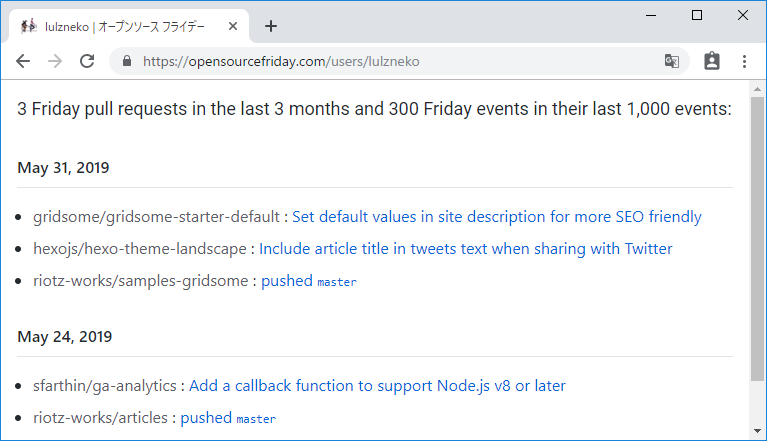 lulzneko | オープンソース フライデー
https://opensourcefriday.com/users/lulzneko
3 Friday pull requests in the last 3 months and 300 Friday events in their last 1,000 events:
May 31, 2019
gridsome/gridsome-starter-default : Set default values in site description for more SEO friendly
hexojs/hexo-theme-landscape : Include article title in tweets text when sharing with Twitter
riotz-works/samples-gridsome : pushed master
May 24, 2019
sfarthin/ga-analytics : Add a callback function to support Node.js v8 or later
riotz-works/articles : pushed master